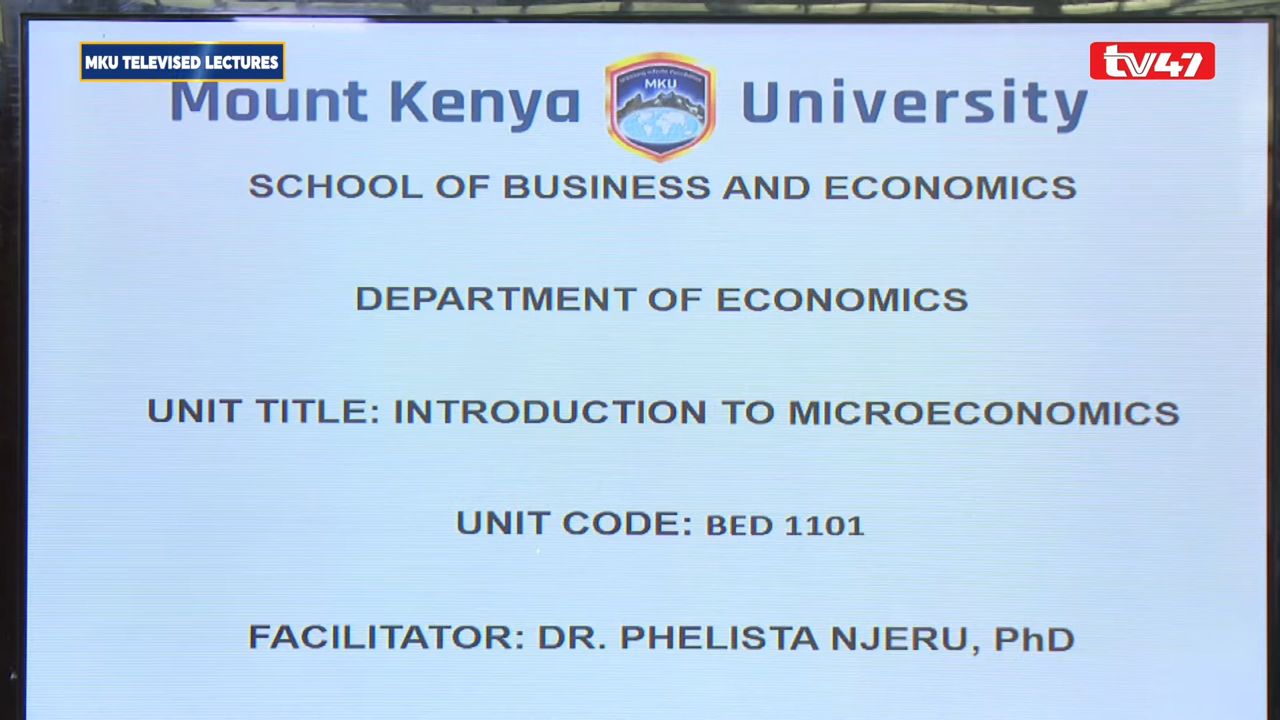 MKU TELEVISED LECTURES
tv47
Mount Kenya University
MKU
SCHOOL OF BUSINESS AND ECONOMICS
DEPARTMENT OF ECONOMICS
UNIT TITLE: INTRODUCTION TO MICROECONOMICS
UNIT CODE: BED 1101
FACILITATOR: DR. PHELISTA NJERU, PhD